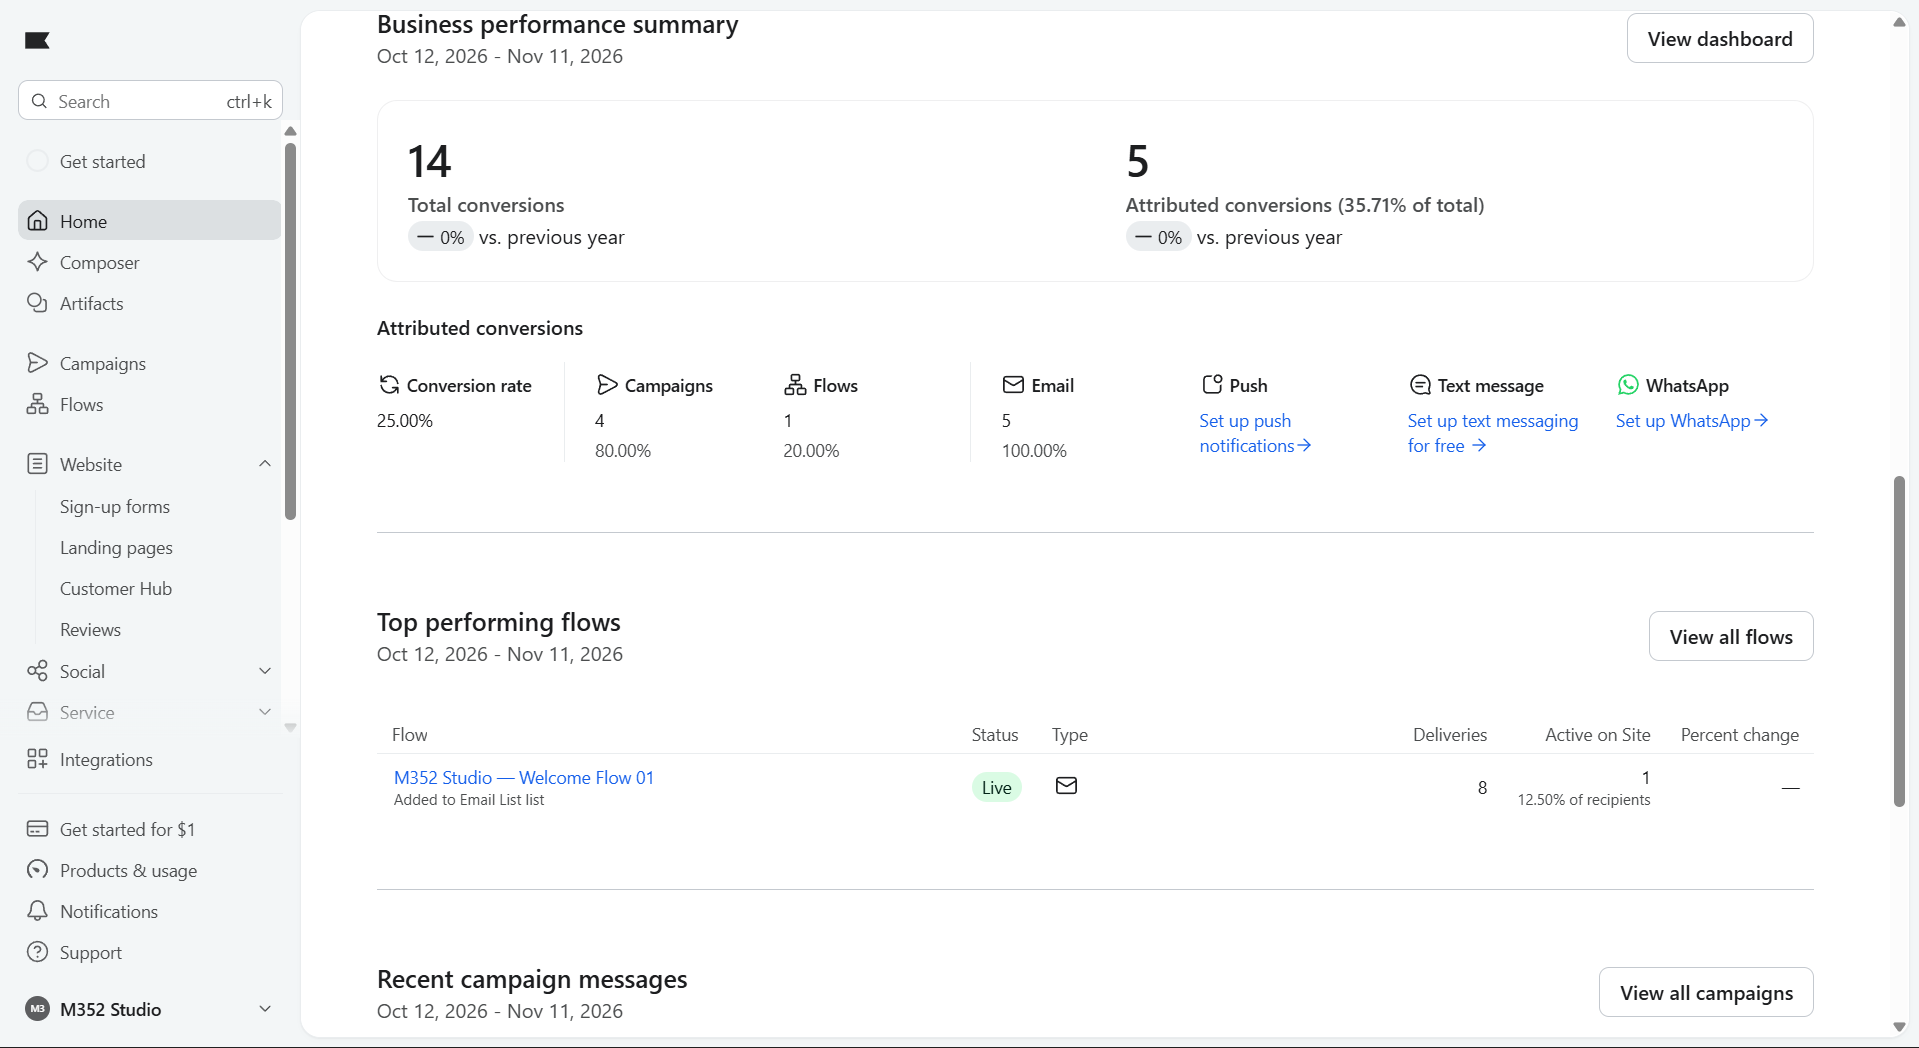 Search ctrl+k
Get started
Home
Composer
Artifacts
Campaigns
Flows
Website
Sign-up forms
Landing pages
Customer Hub
Reviews
Social
Service
Integrations
Get started for $1
Products & usage
Notifications
Support
M3 M352 Studio
Business performance summary
Oct 12, 2026 - Nov 11, 2026
View dashboard
14
Total conversions
— 0% vs. previous year
5
Attributed conversions (35.71% of total)
— 0% vs. previous year
Attributed conversions
Conversion rate
25.00%
Campaigns
4
80.00%
Flows
1
20.00%
Email
5
100.00%
Push
Set up push
notifications→
Text message
Set up text messaging
for free →
WhatsApp
Set up WhatsApp→
Top performing flows
Oct 12, 2026 - Nov 11, 2026
View all flows
Flow Status Type Deliveries Active on Site Percent change
M352 Studio — Welcome Flow 01
Added to Email List list
Live
8
1
12.50% of recipients
—
Recent campaign messages
Oct 12, 2026 - Nov 11, 2026
View all campaigns